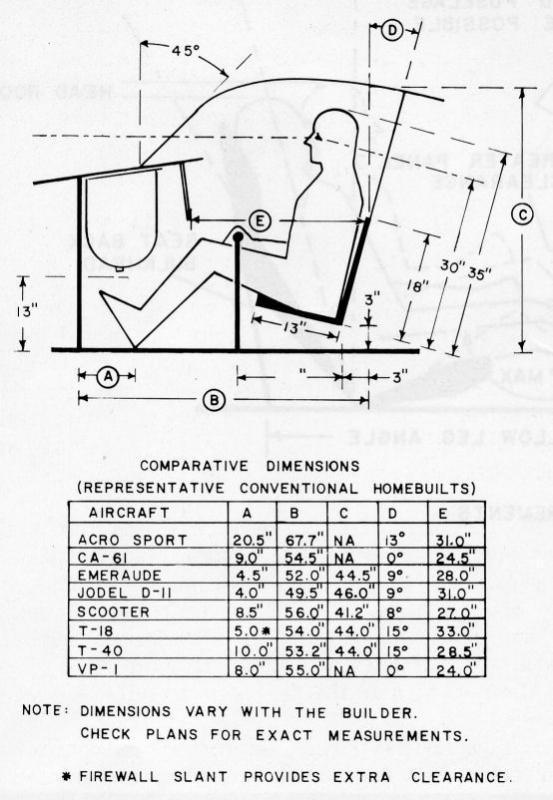 D
45°
E
C
30"
35"
18"
13"
3"
13"
A
"
3"
B
COMPARATIVE DIMENSIONS
(REPRESENTATIVE CONVENTIONAL HOMEBUILTS)
AIRCRAFT A B C D E
ACRO SPORT 20.5" 67.7" NA 13° 31.0"
CA-61 9.0" 54.5" NA 0° 24.5"
EMERAUDE 4.5" 52.0" 44.5" 9° 28.0"
JODEL D-11 4.0" 49.5" 46.0" 9° 31.0"
SCOOTER 8.5" 56.0" 41.2" 8° 27.0"
T-18 5.0* 54.0" 44.0" 15° 33.0"
T-40 10.0" 53.2" 44.0" 15° 28.5"
VP-1 8.0" 55.0" NA 0° 24.0"
NOTE: DIMENSIONS VARY WITH THE BUILDER.
CHECK PLANS FOR EXACT MEASUREMENTS.
* FIREWALL SLANT PROVIDES EXTRA CLEARANCE.